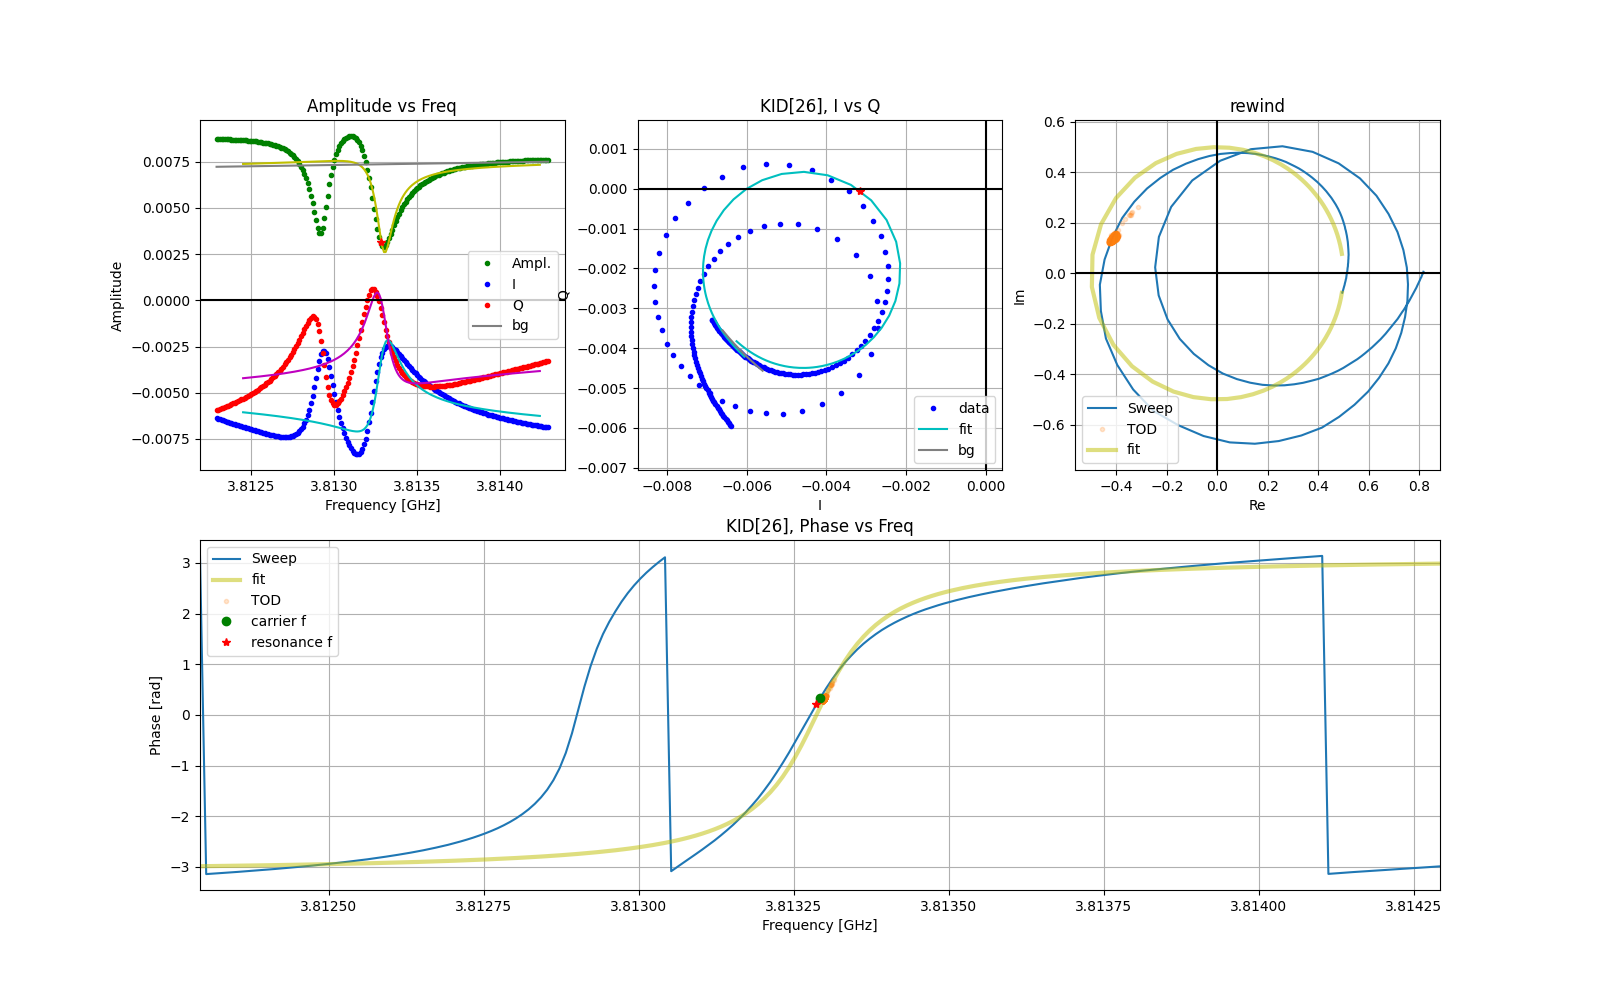 Amplitude vs Freq
Amplitude
0.0075
0.0050
0.0025
0.0000
−0.0025
−0.0050
−0.0075
Ampl.
I
Q
bg
3.8125
3.8130
3.8135
3.8140
Frequency [GHz]
KID[26], I vs Q
Q
0.001
0.000
−0.001
−0.002
−0.003
−0.004
−0.005
−0.006
−0.007
data
fit
bg
−0.008
−0.006
−0.004
−0.002
0.000
I
rewind
Im
0.6
0.4
0.2
0.0
−0.2
−0.4
−0.6
Sweep
TOD
fit
−0.4
−0.2
0.0
0.2
0.4
0.6
0.8
Re
KID[26], Phase vs Freq
Phase [rad]
3
2
1
0
−1
−2
−3
Sweep
fit
TOD
carrier f
resonance f
3.81250
3.81275
3.81300
3.81325
3.81350
3.81375
3.81400
3.81425
Frequency [GHz]